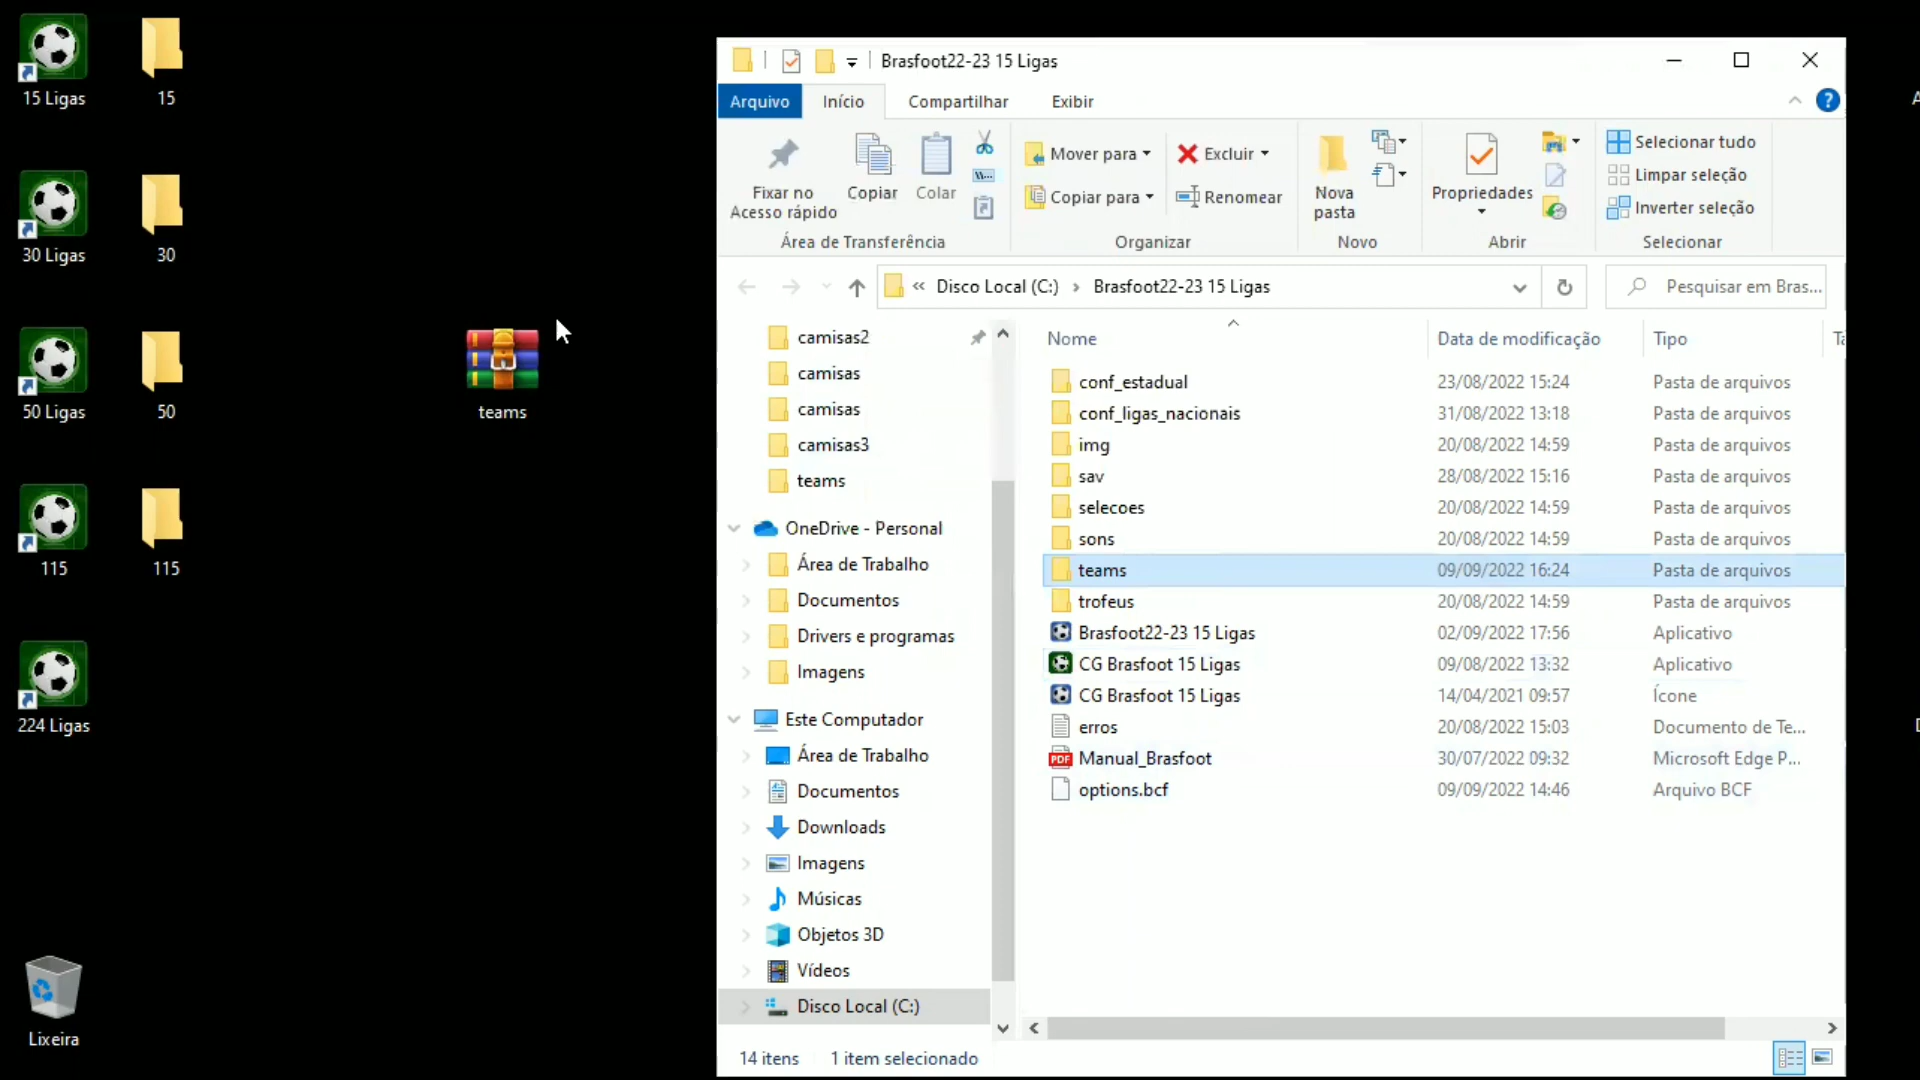 15 Ligas
15
30 Ligas
30
50 Ligas
50
115
115
224 Ligas
Lixeira
teams
Brasfoot22-23 15 Ligas
Arquivo
Início
Compartilhar
Exibir
?
Fixar no
Acesso rápido
Copiar
Colar
Área de Transferência
Mover para
Copiar para
Excluir
Renomear
Organizar
Nova
pasta
Novo
Propriedades
Abrir
Selecionar tudo
Limpar seleção
Inverter seleção
Selecionar
« Disco Local (C:) › Brasfoot22-23 15 Ligas
Pesquisar em Bras...
camisas2
camisas
camisas
camisas3
teams
OneDrive - Personal
Área de Trabalho
Documentos
Drivers e programas
Imagens
Este Computador
Área de Trabalho
Documentos
Downloads
Imagens
Músicas
Objetos 3D
Vídeos
Disco Local (C:)
Nome Data de modificação Tipo
conf_estadual 23/08/2022 15:24 Pasta de arquivos
conf_ligas_nacionais 31/08/2022 13:18 Pasta de arquivos
img 20/08/2022 14:59 Pasta de arquivos
sav 28/08/2022 15:16 Pasta de arquivos
selecoes 20/08/2022 14:59 Pasta de arquivos
sons 20/08/2022 14:59 Pasta de arquivos
teams 09/09/2022 16:24 Pasta de arquivos
trofeus 20/08/2022 14:59 Pasta de arquivos
Brasfoot22-23 15 Ligas 02/09/2022 17:56 Aplicativo
CG Brasfoot 15 Ligas 09/08/2022 13:32 Aplicativo
CG Brasfoot 15 Ligas 14/04/2021 09:57 Ícone
erros 20/08/2022 15:03 Documento de Te...
Manual_Brasfoot 30/07/2022 09:32 Microsoft Edge P...
options.bcf 09/09/2022 14:46 Arquivo BCF
14 itens 1 item selecionado